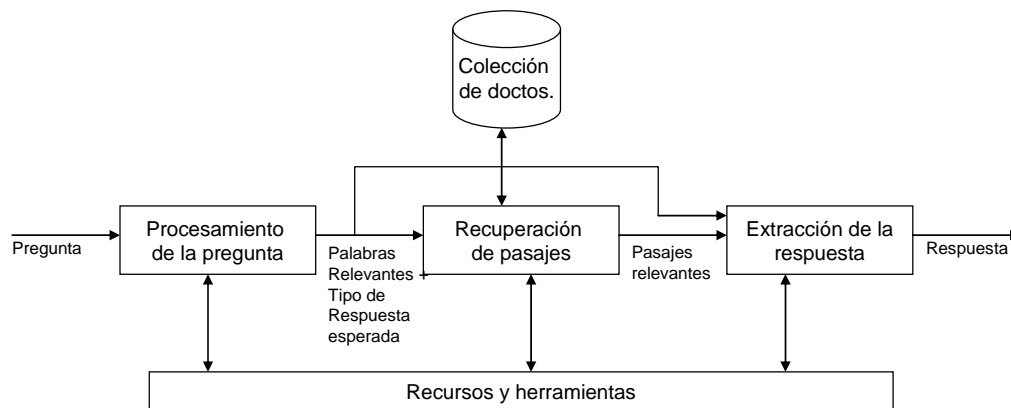 Colección
de doctos.
Pregunta
Procesamiento
de la pregunta
Palabras
Relevantes +
Tipo de
Respuesta
esperada
Recuperación
de pasajes
Pasajes
relevantes
Extracción de la
respuesta
Respuesta
Recursos y herramientas